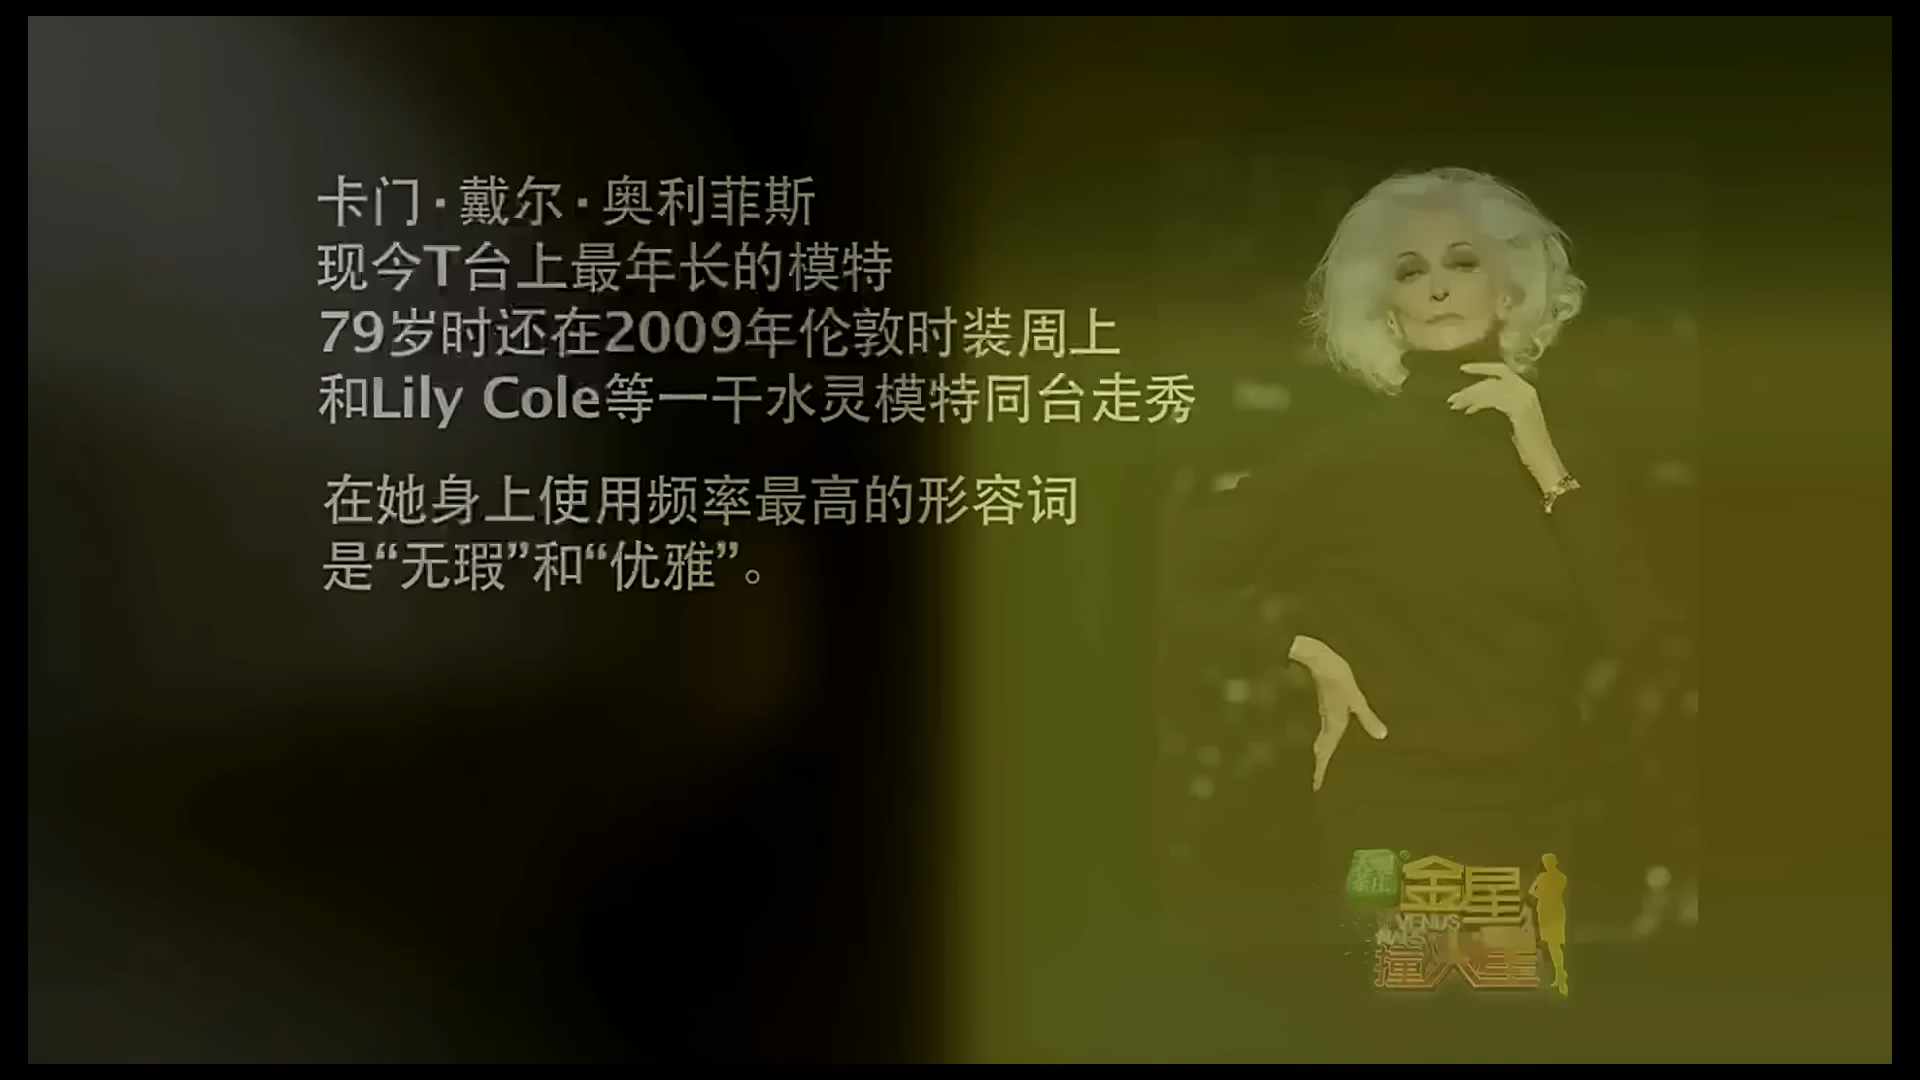 卡门·戴尔·奥利菲斯
现今T台上最年长的模特
79岁时还在2009年伦敦时装周上
和Lily Cole等一干水灵模特同台走秀
在她身上使用频率最高的形容词
是“无瑕”和“优雅”。
金星
VENUS
撞火星